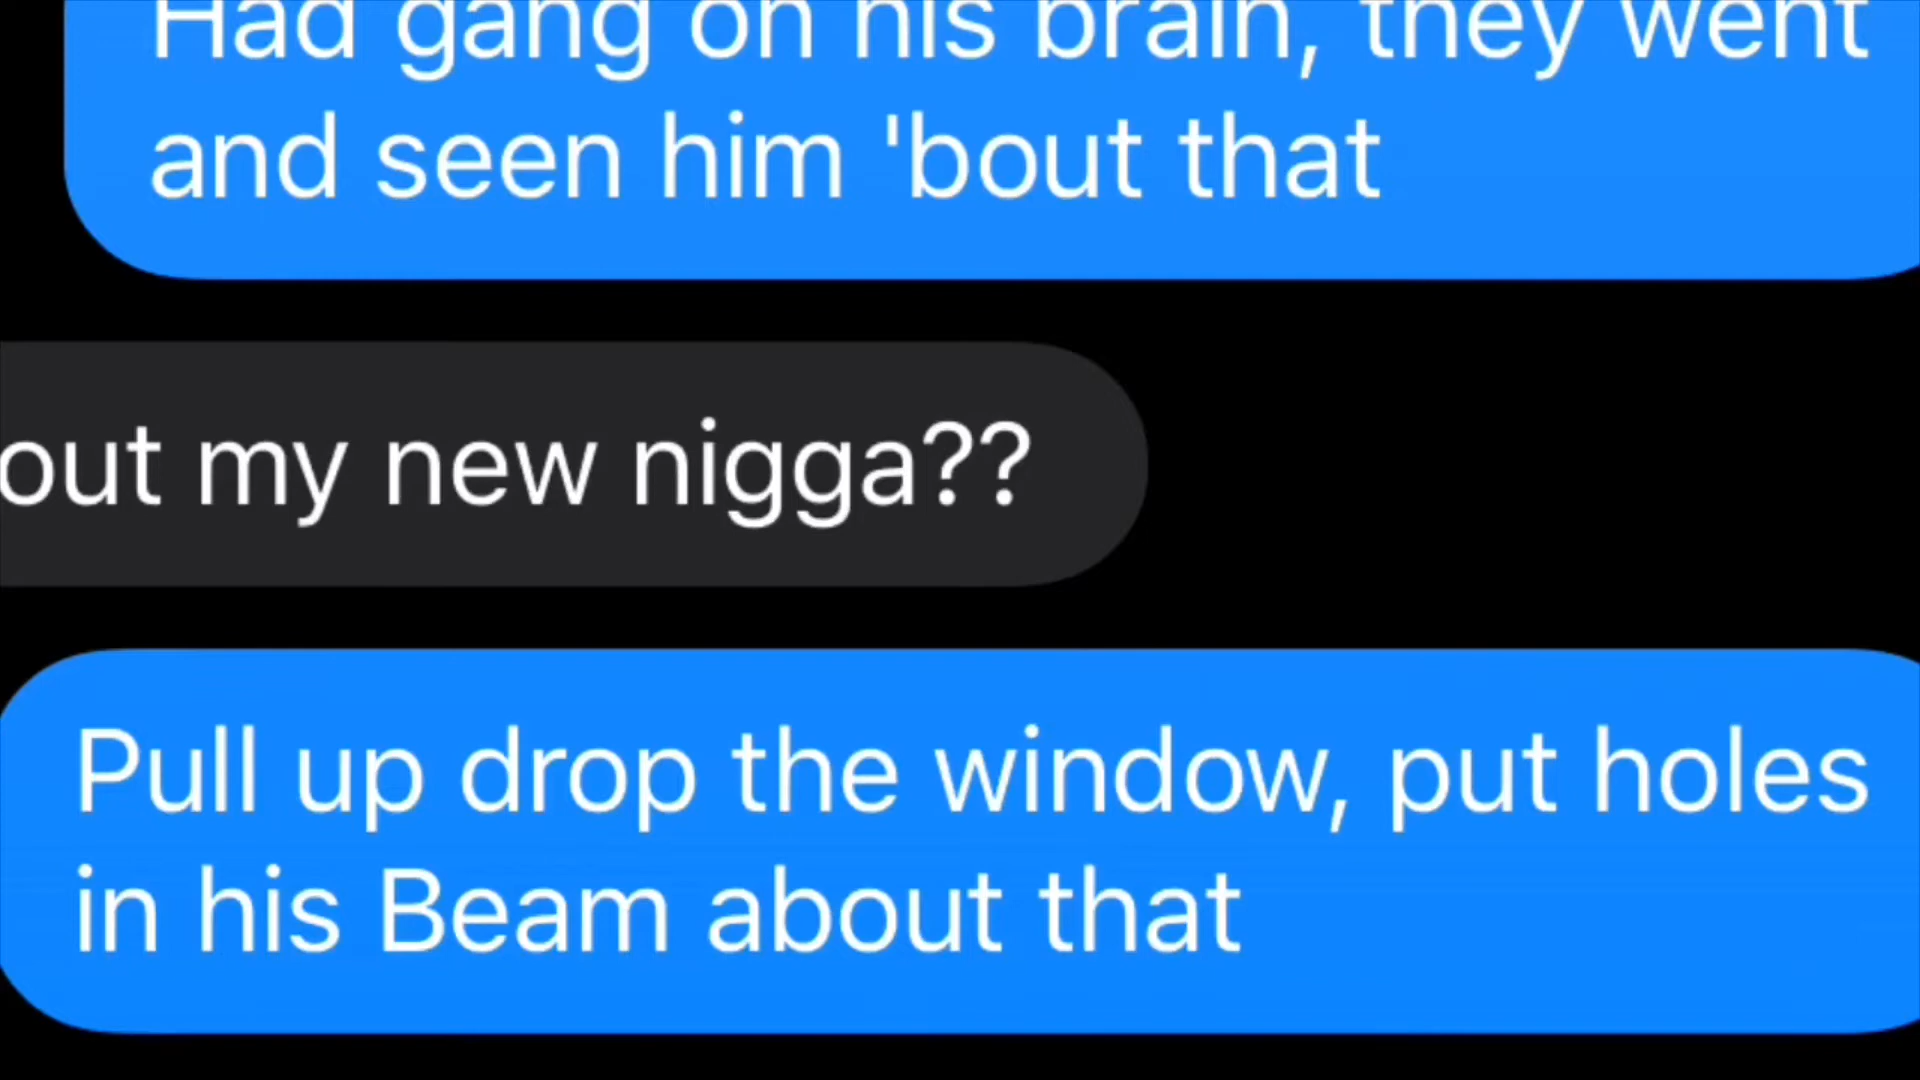 Had gang on his brain, they went
and seen him 'bout that
out my new nigga??
Pull up drop the window, put holes
in his Beam about that